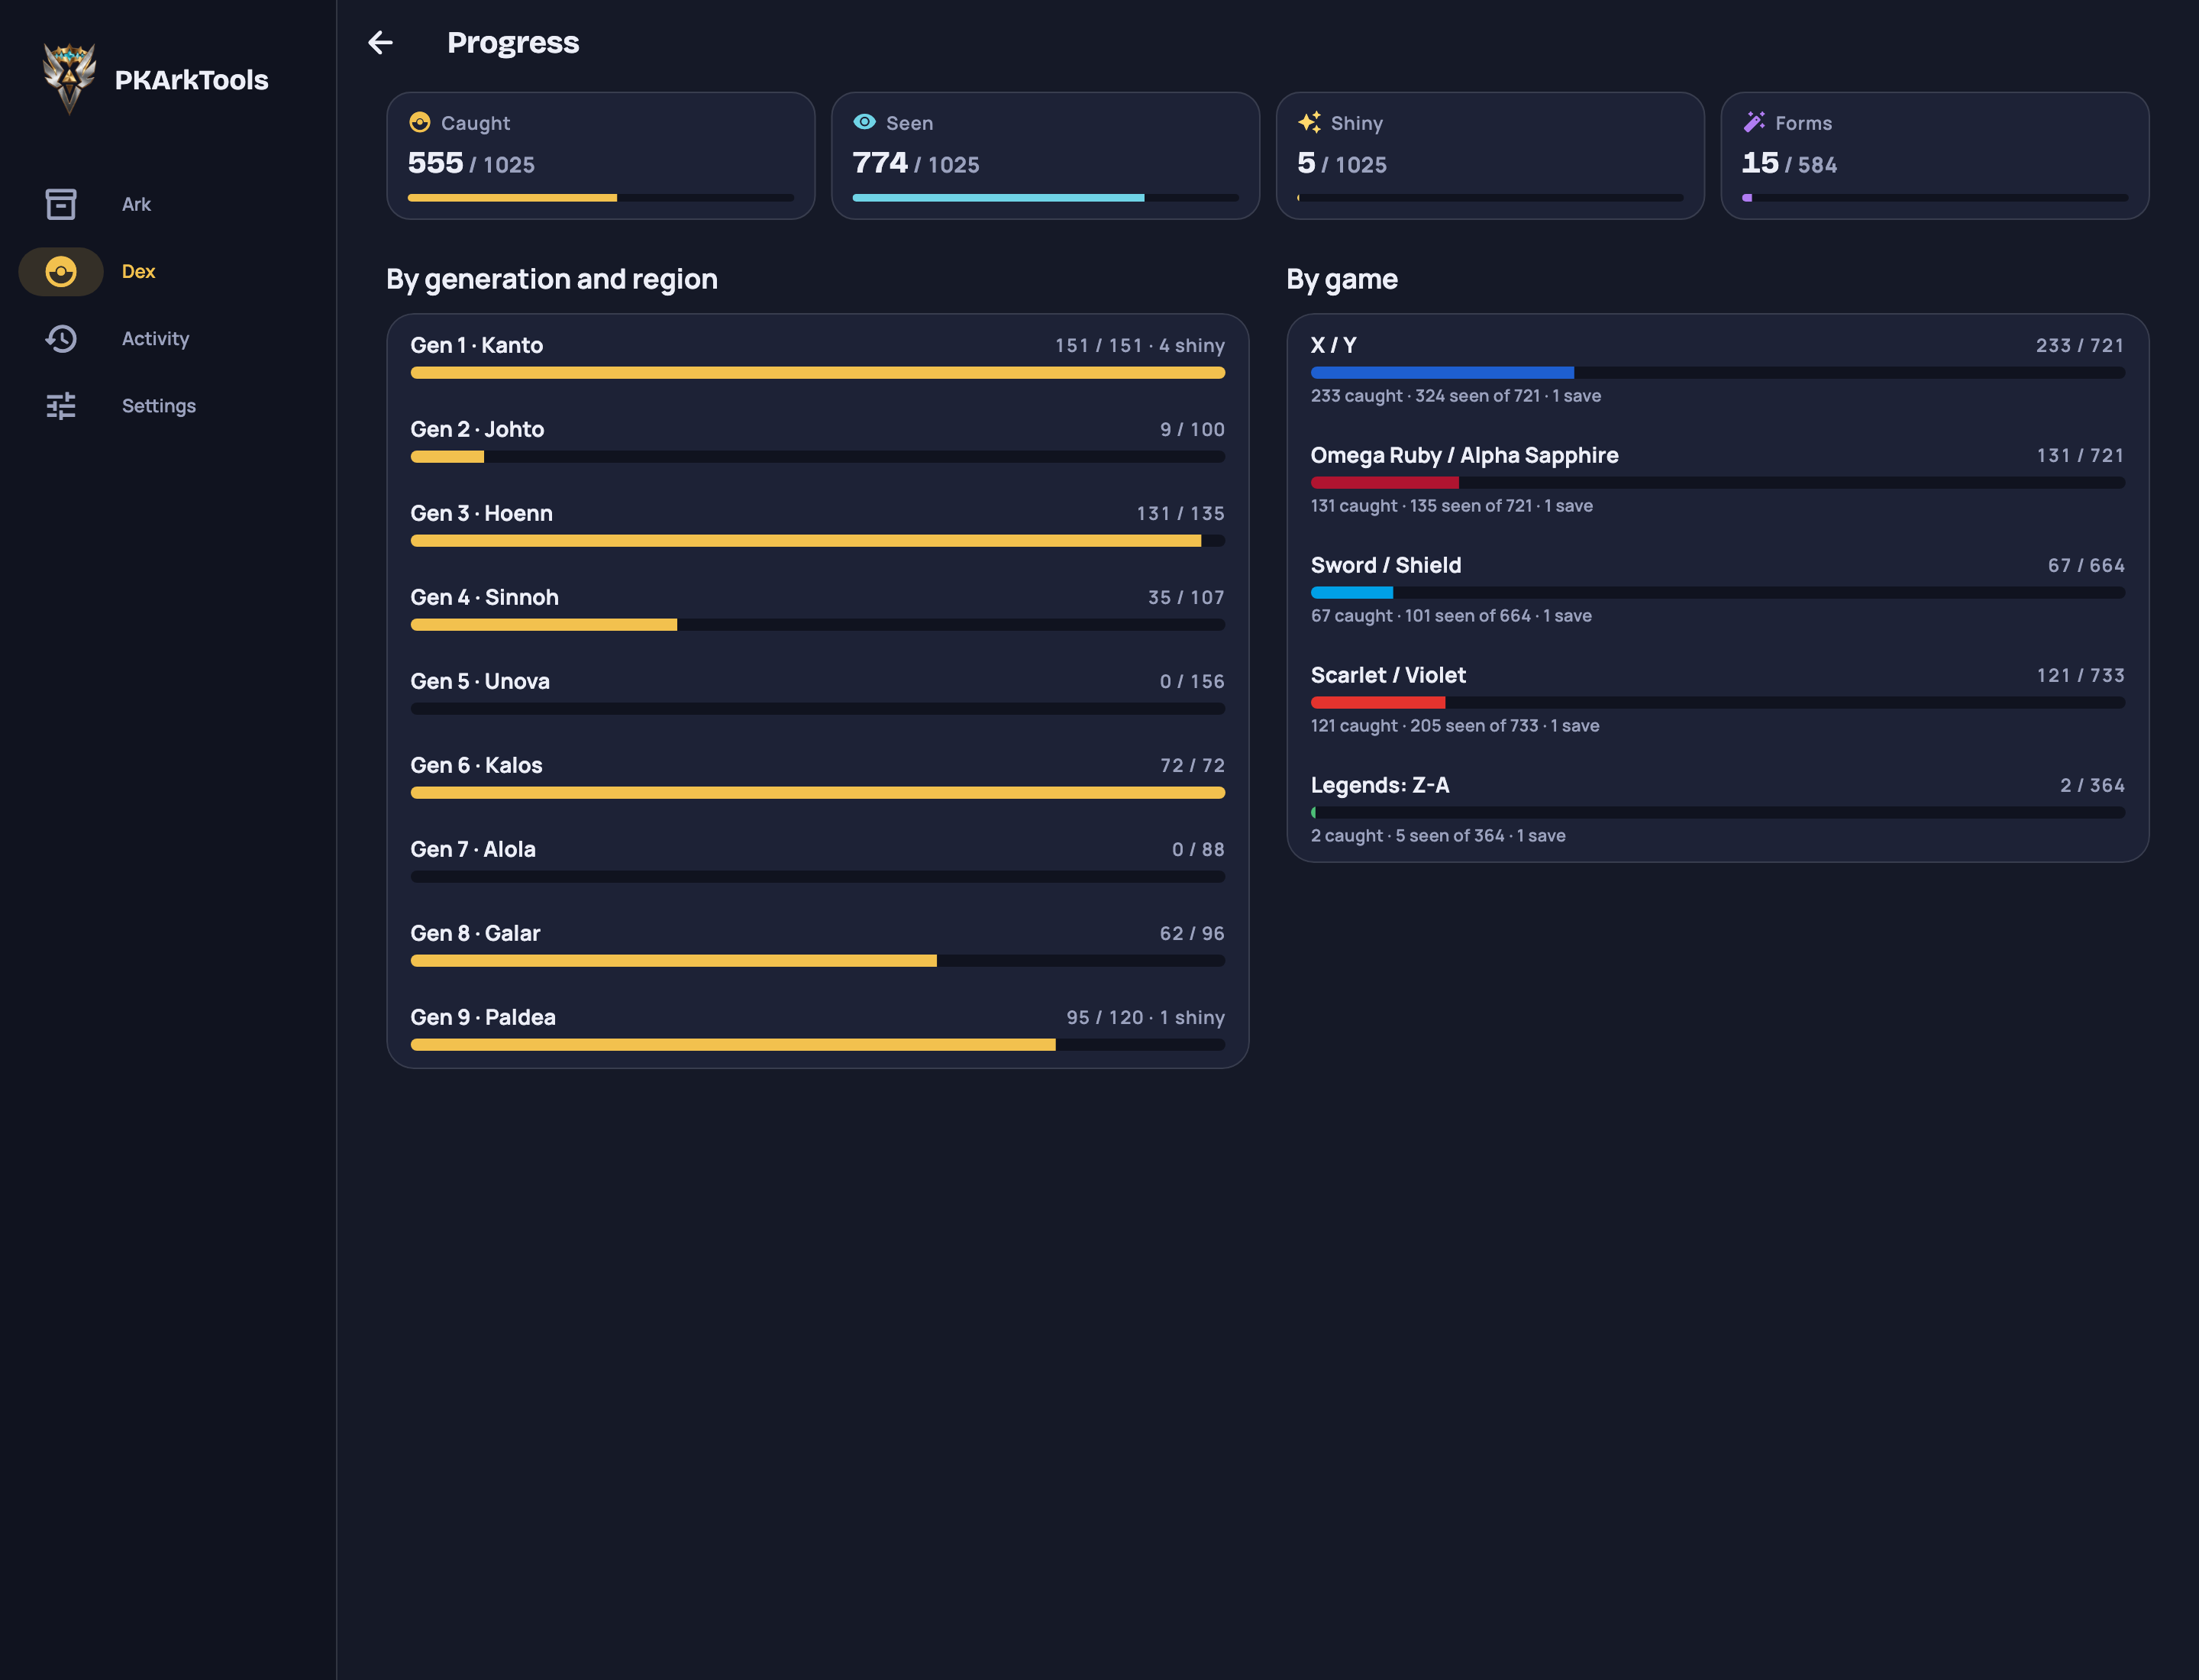 PKArkTools
Ark
Dex
Activity
Settings
Progress
Caught
555 / 1025
Seen
774 / 1025
Shiny
5 / 1025
Forms
15 / 584
By generation and region
Gen 1 · Kanto 151 / 151 · 4 shiny
Gen 2 · Johto 9 / 100
Gen 3 · Hoenn 131 / 135
Gen 4 · Sinnoh 35 / 107
Gen 5 · Unova 0 / 156
Gen 6 · Kalos 72 / 72
Gen 7 · Alola 0 / 88
Gen 8 · Galar 62 / 96
Gen 9 · Paldea 95 / 120 · 1 shiny
By game
X / Y 233 / 721
233 caught · 324 seen of 721 · 1 save
Omega Ruby / Alpha Sapphire 131 / 721
131 caught · 135 seen of 721 · 1 save
Sword / Shield 67 / 664
67 caught · 101 seen of 664 · 1 save
Scarlet / Violet 121 / 733
121 caught · 205 seen of 733 · 1 save
Legends: Z-A 2 / 364
2 caught · 5 seen of 364 · 1 save